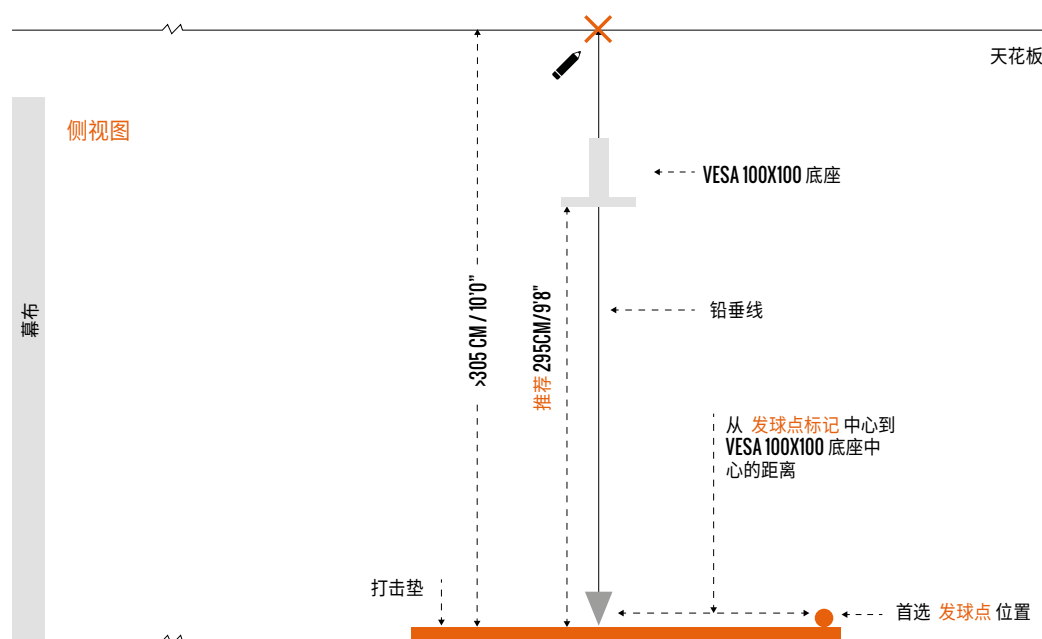 天花板
侧视图
VESA 100X100 底座
幕布
>305 CM / 10'0"
推荐 295CM/9'8"
铅垂线
从 发球点标记 中心到
VESA 100X100 底座中
心的距离
打击垫
首选 发球点 位置